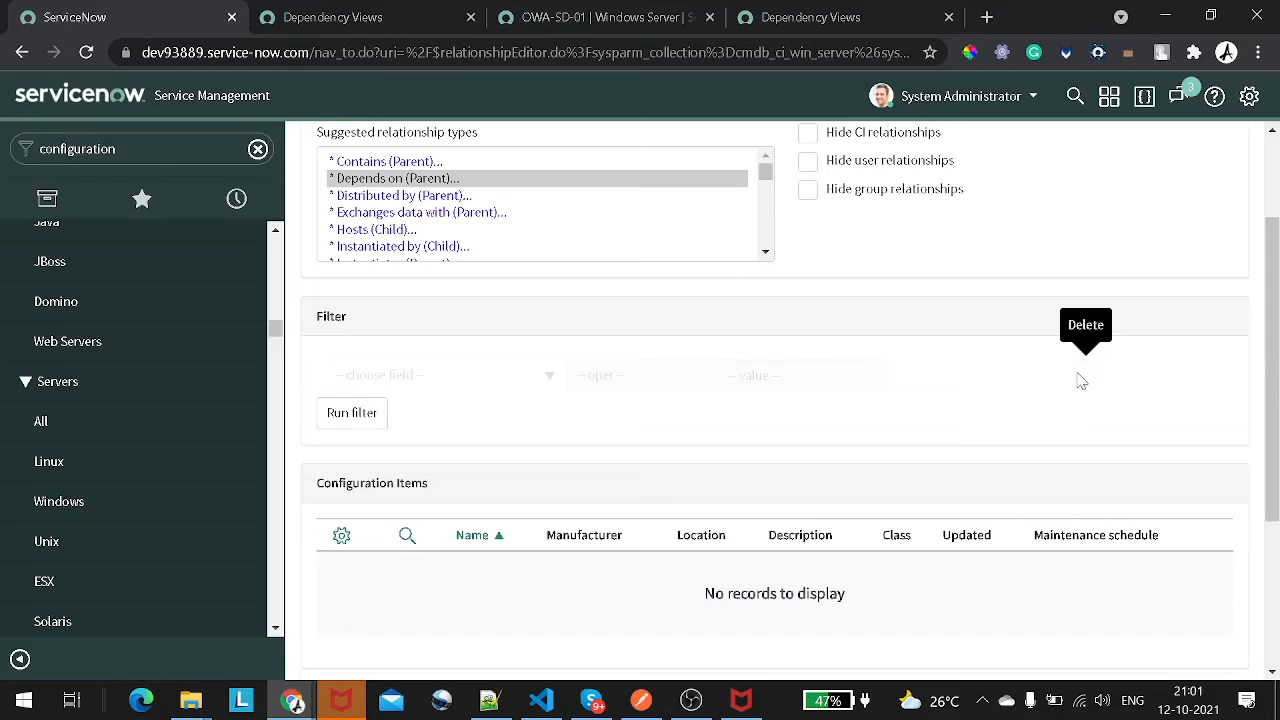 ServiceNow
Dependency Views
OWA-SD-01 | Windows Server | S
Dependency Views
dev93889.service-now.com/nav_to.do?uri=%2F$relationshipEditor.do%3Fsysparm_collection%3Dcmdb_ci_win_server%26sys...
servicenow Service Management
System Administrator
3
configuration
Java
JBoss
Domino
Web Servers
Servers
All
Linux
Windows
Unix
ESX
Solaris
Suggested relationship types
* Contains (Parent)...
* Depends on (Parent)...
* Distributed by (Parent)...
* Exchanges data with (Parent)...
* Hosts (Child)...
* Instantiated by (Child)...
Hide CI relationships
Hide user relationships
Hide group relationships
Filter
Delete
-- choose field --
-- oper --
-- value --
Run filter
Configuration Items
Name Manufacturer Location Description Class Updated Maintenance schedule
No records to display
L
9+
47%
26°C
ENG
21:01
12-10-2021